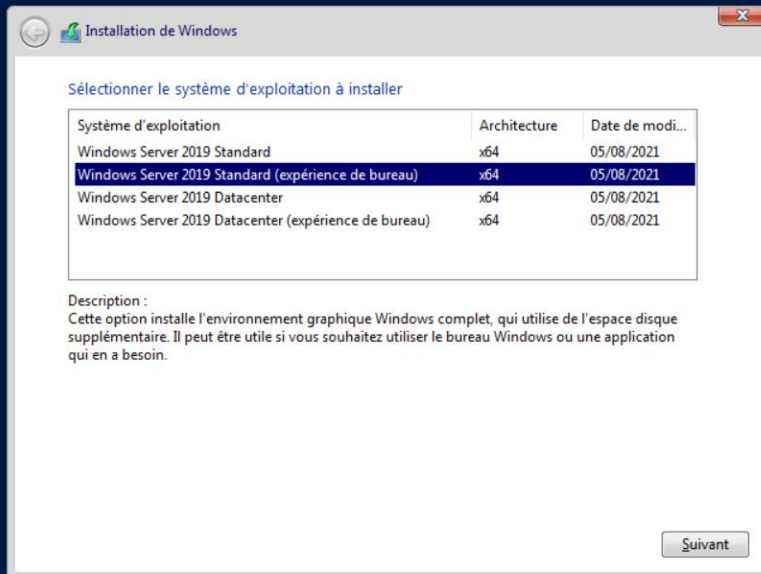 Installation de Windows
Sélectionner le système d'exploitation à installer
Système d'exploitation Architecture Date de modi...
Windows Server 2019 Standard x64 05/08/2021
Windows Server 2019 Standard (expérience de bureau) x64 05/08/2021
Windows Server 2019 Datacenter x64 05/08/2021
Windows Server 2019 Datacenter (expérience de bureau) x64 05/08/2021
Description :
Cette option installe l'environnement graphique Windows complet, qui utilise de l'espace disque
supplémentaire. Il peut être utile si vous souhaitez utiliser le bureau Windows ou une application
qui en a besoin.
Suivant